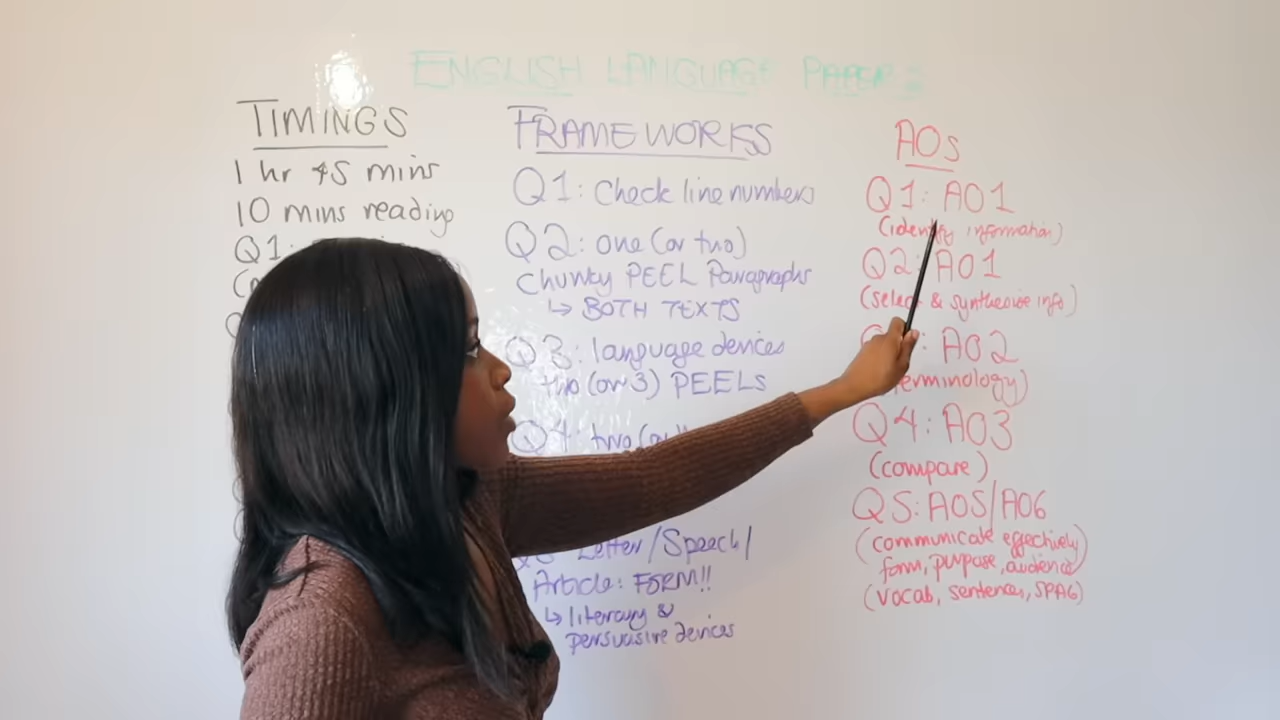 ENGLISH LANGUAGE PAPER 2
TIMINGS
1 hr 45 mins
10 mins reading
Q1:
FRAMEWORKS
Q1: Check line numbers
Q2: one (or two)
Chunky PEEL Paragraphs
↳ BOTH TEXTS
Q3: language devices
two (or 3) PEELS
Q4: two (or
Letter/Speech/
Article: FORM!!
↳ literary &
persuasive devices
AOs
Q1: AO1
(identify information)
Q2: AO1
(select & synthesise info)
: AO2
terminology)
Q4: AO3
(compare)
Q5: AO5/AO6
(communicate effectively
form, purpose, audience)
(vocab, sentences, SPAG)